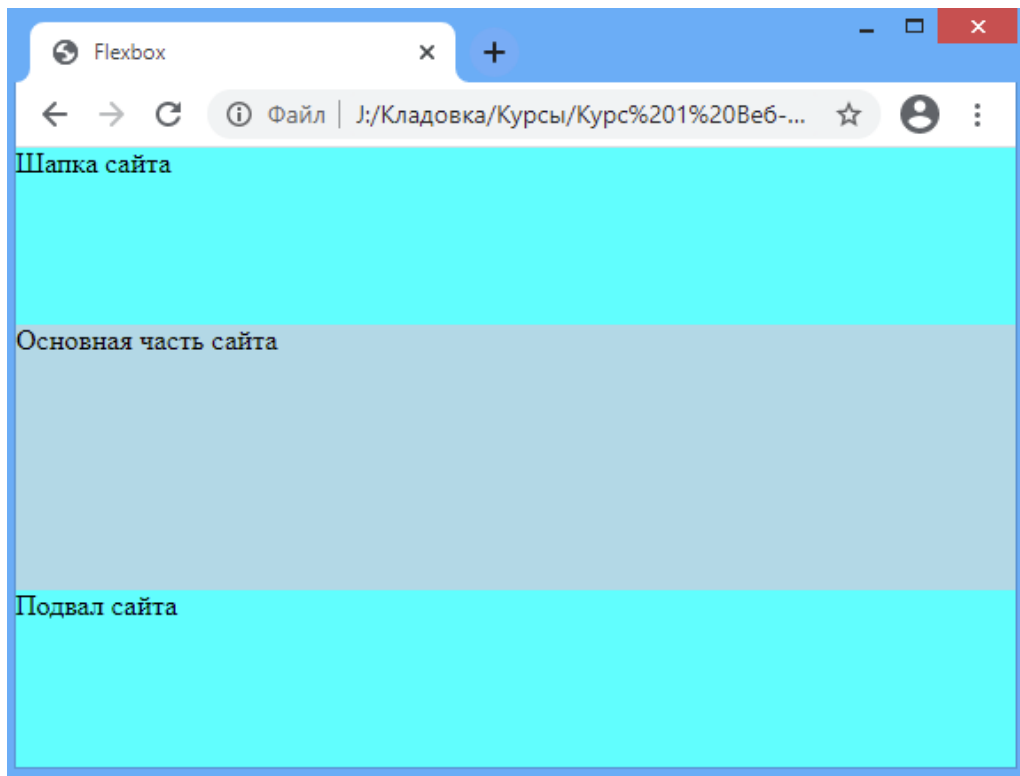 Flexbox
Файл J:/Кладовка/Курсы/Курс%201%20Веб-...
Шапка сайта
Основная часть сайта
Подвал сайта